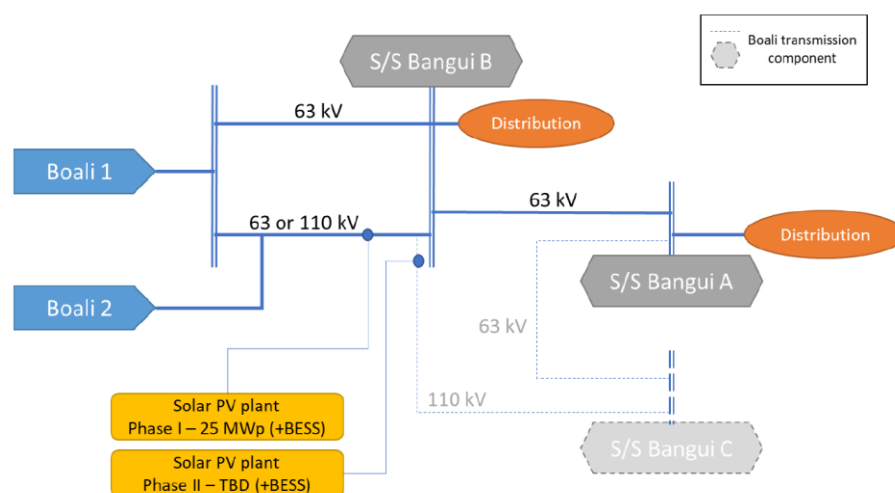 S/S Bangui B
Boali transmission
component
63 kV
Distribution
Boali 1
63 kV
63 or 110 kV
Distribution
S/S Bangui A
Boali 2
63 kV
Solar PV plant
Phase I – 25 MWp (+BESS)
110 kV
S/S Bangui C
Solar PV plant
Phase II – TBD (+BESS)